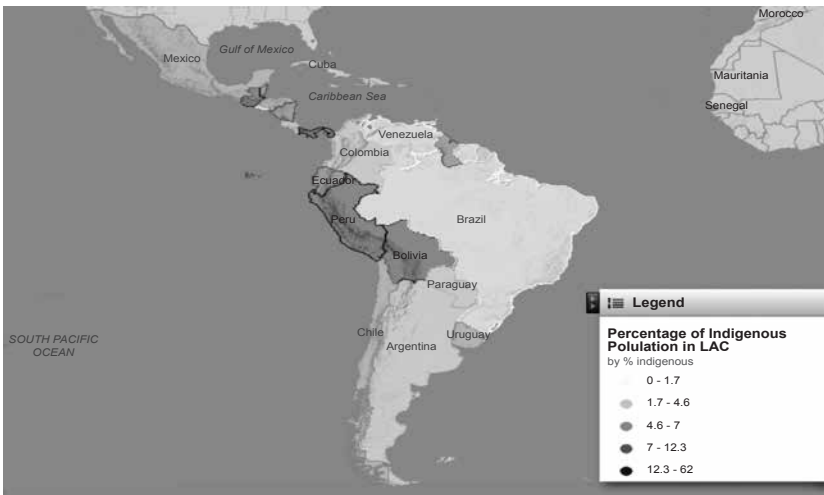 Morocco
Mexico
Gulf of Mexico
Cuba
Mauritania
Caribbean Sea
Senegal
Venezuela
Colombia
Ecuador
Peru
Brazil
Bolivia
Paraguay
Legend
SOUTH PACIFIC
OCEAN
Chile
Argentina
Uruguay
Percentage of Indigenous
Polulation in LAC
by % indigenous
0 - 1.7
1.7 - 4.6
4.6 - 7
7 - 12.3
12.3 - 62